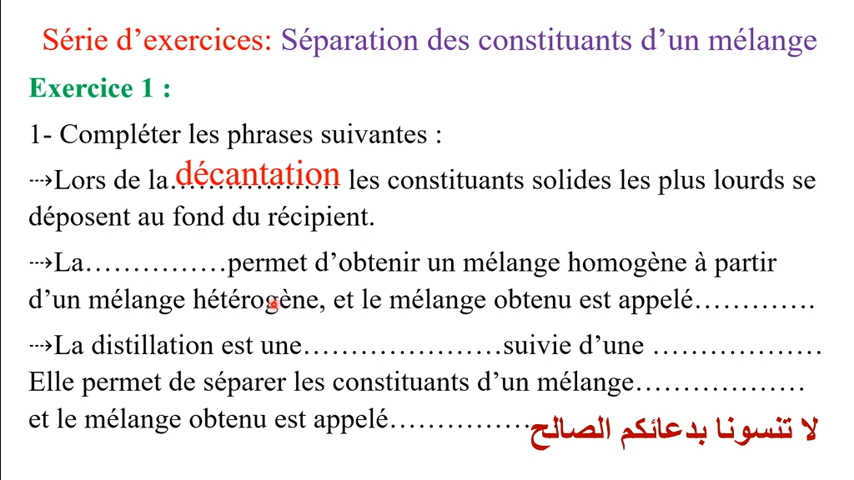 Série d’exercices: Séparation des constituants d’un mélange
Exercice 1 :
1- Compléter les phrases suivantes :
⇢Lors de la décantation les constituants solides les plus lourds se
déposent au fond du récipient.
⇢La……………permet d’obtenir un mélange homogène à partir
d’un mélange hétérogène, et le mélange obtenu est appelé………….
⇢La distillation est une…………………suivie d’une ………………
Elle permet de séparer les constituants d’un mélange………………
et le mélange obtenu est appelé……………
لا تنسونا بدعائكم الصالح